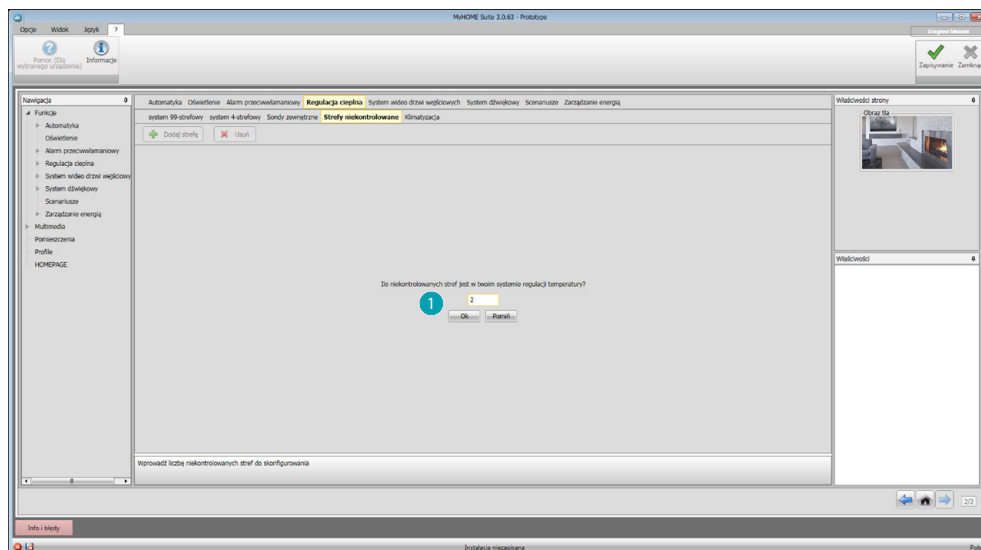 MyHOME Suite 3.0.63 - Prototype
Opcje Widok Język ?
Pomoc (Dla wybranego urządzenia)
Informacje
Zapisywanie Zamknąć
Nawigacja
Funkcje
Automatyka
Oświetlenie
Alarm przeciwwłamaniowy
Regulacja cieplna
System wideo drzwi wejściowy
System dźwiękowy
Scenariusze
Zarządzanie energią
Multimedia
Pomieszczenia
Profile
HOMEPAGE
Automatyka Oświetlenie Alarm przeciwwłamaniowy Regulacja cieplna System wideo drzwi wejściowych System dźwiękowy Scenariusze Zarządzanie energią
system 99-strefowy system 4-strefowy Sondy zewnętrzne Strefy niekontrolowane Klimatyzacja
Dodaj strefę Usuń
Ile niekontrolowanych stref jest w twoim systemie regulacji temperatury?
1
2
Ok Pomiń
Wprowadź liczbę niekontrolowanych stref do skonfigurowania
Właściwości strony
Obraz tła
Właściwości
2/2
Info i błędy
Instalacja niezapisana